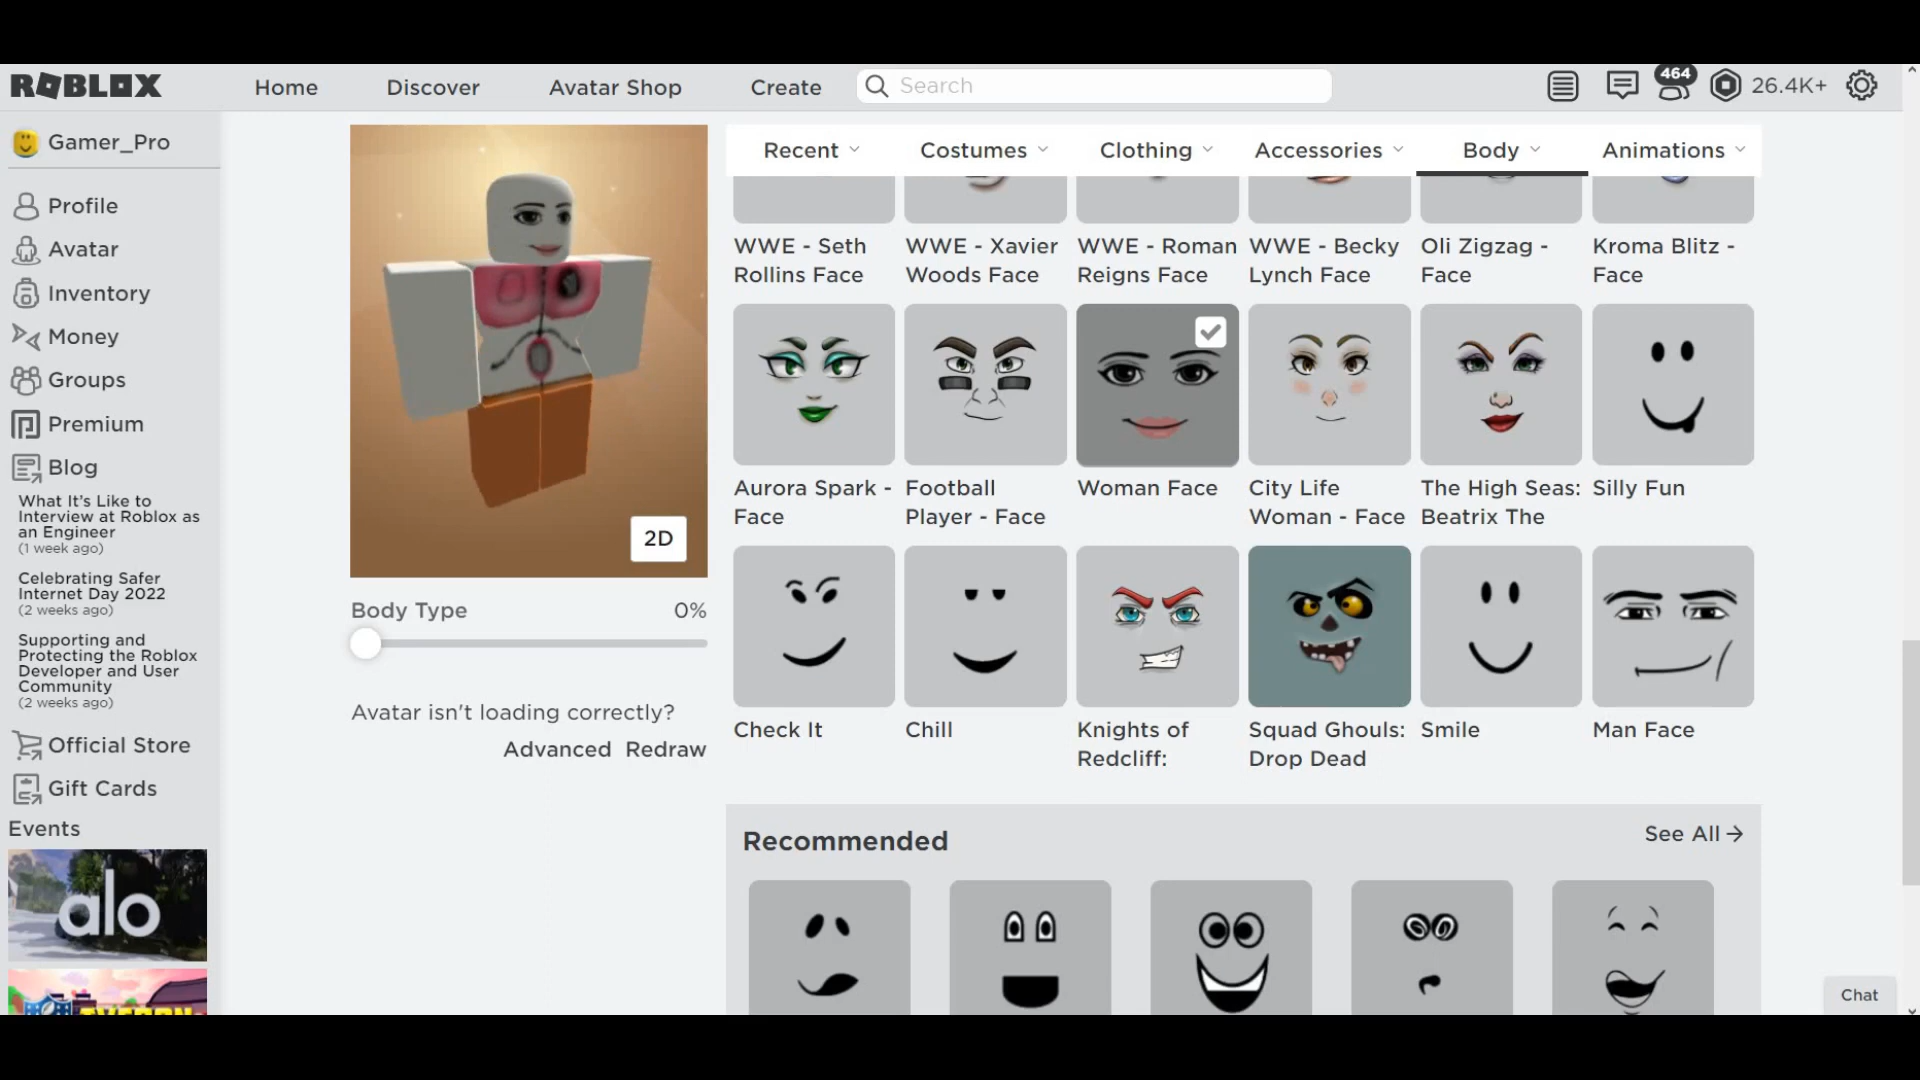 ROBLOX
Home
Discover
Avatar Shop
Create
Search
464
26.4K+
Gamer_Pro
Profile
Avatar
Inventory
Money
Groups
Premium
Blog
What It's Like to
Interview at Roblox as
an Engineer
(1 week ago)
Celebrating Safer
Internet Day 2022
(2 weeks ago)
Supporting and
Protecting the Roblox
Developer and User
Community
(2 weeks ago)
Official Store
Gift Cards
Events
alo
TYCOON
2D
Body Type 0%
Avatar isn't loading correctly?
Advanced Redraw
Recent
Costumes
Clothing
Accessories
Body
Animations
WWE - Seth
Rollins Face
WWE - Xavier
Woods Face
WWE - Roman
Reigns Face
WWE - Becky
Lynch Face
Oli Zigzag -
Face
Kroma Blitz -
Face
Aurora Spark -
Face
Football
Player - Face
Woman Face
City Life
Woman - Face
The High Seas:
Beatrix The
Silly Fun
Check It
Chill
Knights of
Redcliff:
Squad Ghouls:
Drop Dead
Smile
Man Face
Recommended
See All
Chat